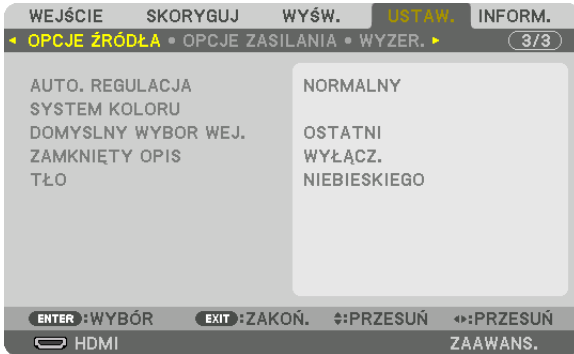 WEJŚCIE SKORYGUJ WYŚW. USTAW. INFORM.
OPCJE ŹRÓDŁA • OPCJE ZASILANIA • WYZER. 3/3
AUTO. REGULACJA NORMALNY
SYSTEM KOLORU
DOMYSLNY WYBOR WEJ. OSTATNI
ZAMKNIĘTY OPIS WYŁĄCZ.
TŁO NIEBIESKIEGO
ENTER :WYBÓR EXIT :ZAKOŃ. :PRZESUŃ :PRZESUŃ
HDMI ZAAWANS.